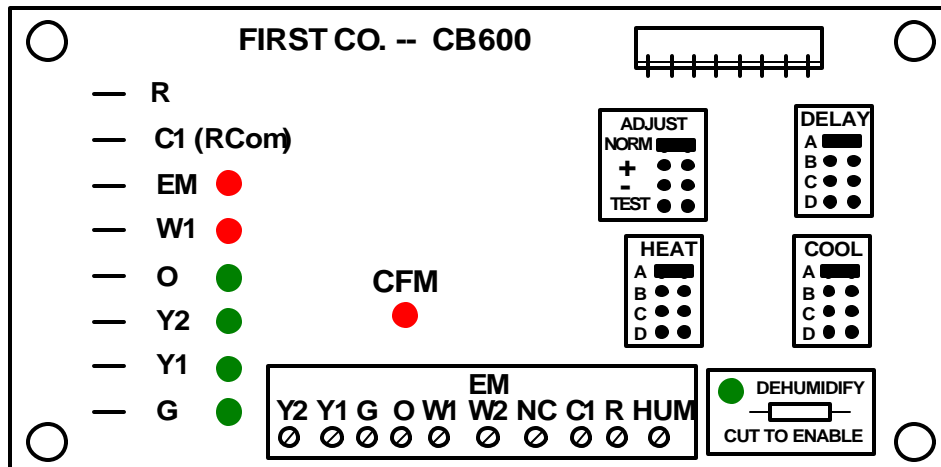 FIRST CO. -- CB600
R
C1 (RCom)
EM
W1
O
Y2
Y1
G
CFM
ADJUST
NORM
+
-
TEST
DELAY
A
B
C
D
HEAT
A
B
C
D
COOL
A
B
C
D
EM
Y2 Y1 G O W1 W2 NC C1 R HUM
DEHUMIDIFY
CUT TO ENABLE